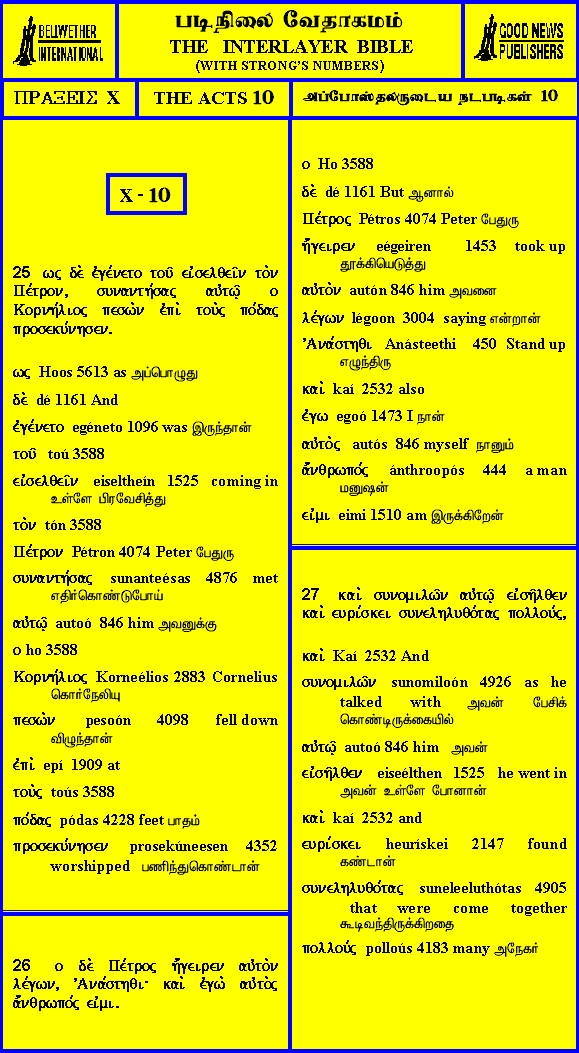 BELLWETHER
INTERNATIONAL
படிநிலை வேதாகமம்
THE INTERLAYER BIBLE
(WITH STRONG'S NUMBERS)
GOOD NEWS
PUBLISHERS
ΠΡΑΞΕΙΣ X
THE ACTS 10
அப்போஸ்தலருடைய நடபடிகள் 10
X - 10
25 ως δὲ ἐγένετο τοῦ εἰσελθεῖν τὸν
Πέτρον, συναντήσας αὐτῷ ο
Κορνήλιος πεσὼν ἐπὶ τοὺς πόδας
προσεκύνησεν.
ως Hoos 5613 as அப்பொழுது
δὲ dé 1161 And
ἐγένετο egéneto 1096 was இருந்தான்
τοῦ toú 3588
εἰσελθεῖν eiseltheín 1525 coming in
உள்ளே பிரவேசித்து
τὸν tón 3588
Πέτρον Pétron 4074 Peter பேதுரு
συναντήσας sunanteésas 4876 met
எதிர்கொண்டுபோய்
αὐτῷ autoó 846 him அவனுக்கு
ο ho 3588
Κορνήλιος Korneélios 2883 Cornelius
கொர்நேலியு
πεσὼν pesoón 4098 fell down
விழுந்தான்
ἐπὶ epí 1909 at
τοὺς toús 3588
πόδας pódas 4228 feet பாதம்
προσεκύνησεν prosekúneesen 4352
worshipped பணிந்துகொண்டான்
26 ο δὲ Πέτρος ἤγειρεν αὐτὸν
λέγων, Ἀνάστηθι· καὶ ἐγὼ αὐτὸς
ἄνθρωπός εἰμι.
ο Ho 3588
δὲ dé 1161 But ஆனால்
Πέτρος Pétros 4074 Peter பேதுரு
ἤγειρεν eégeiren 1453 took up
தூக்கியெடுத்து
αὐτὸν autón 846 him அவனை
λέγων légoon 3004 saying என்றான்
Ἀνάστηθι Anásteethi 450 Stand up
எழுந்திரு
καὶ kaí 2532 also
ἐγω egoó 1473 I நான்
αὐτὸς autós 846 myself நானும்
ἄνθρωπός ánthroopós 444 a man
மனுஷன்
εἰμι eimi 1510 am இருக்கிறேன்
27 καὶ συνομιλῶν αὐτῷ εἰσῆλθεν
καὶ ευρίσκει συνεληλυθότας πολλούς,
καὶ Kaí 2532 And
συνομιλῶν sunomiloón 4926 as he
talked with அவன் பேசிக்
கொண்டிருக்கையில்
αὐτῷ autoó 846 him அவன்
εἰσῆλθεν eiseélthen 1525 he went in
அவன் உள்ளே போனான்
καὶ kaí 2532 and
ευρίσκει heurískei 2147 found
கண்டான்
συνεληλυθότας suneleeluthótas 4905
that were come together
கூடிவந்திருக்கிறதை
πολλούς polloús 4183 many அநேகர்